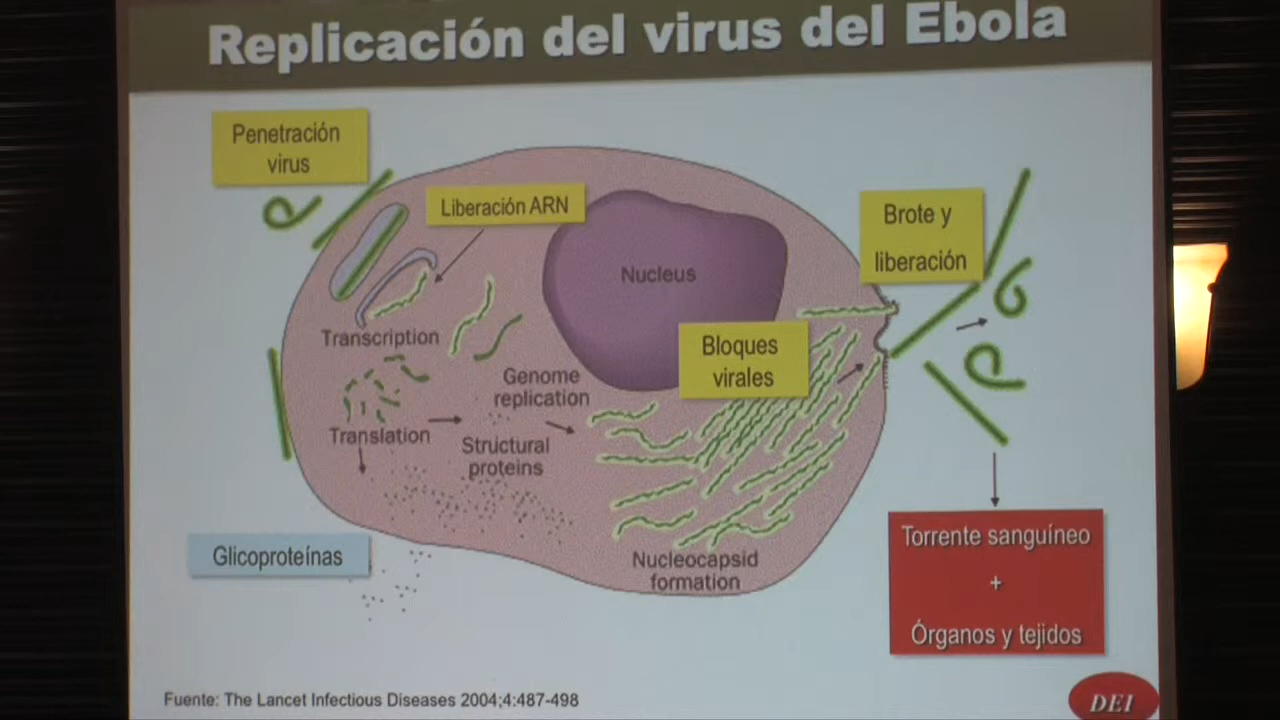 Replicación del virus del Ebola
Penetración
virus
Liberación ARN
Nucleus
Brote y
liberación
Transcription
Bloques
virales
Genome
replication
Translation
Structural
proteins
Glicoproteínas
Nucleocapsid
formation
Torrente sanguíneo
+
Órganos y tejidos
Fuente: The Lancet Infectious Diseases 2004;4:487-498
DEI